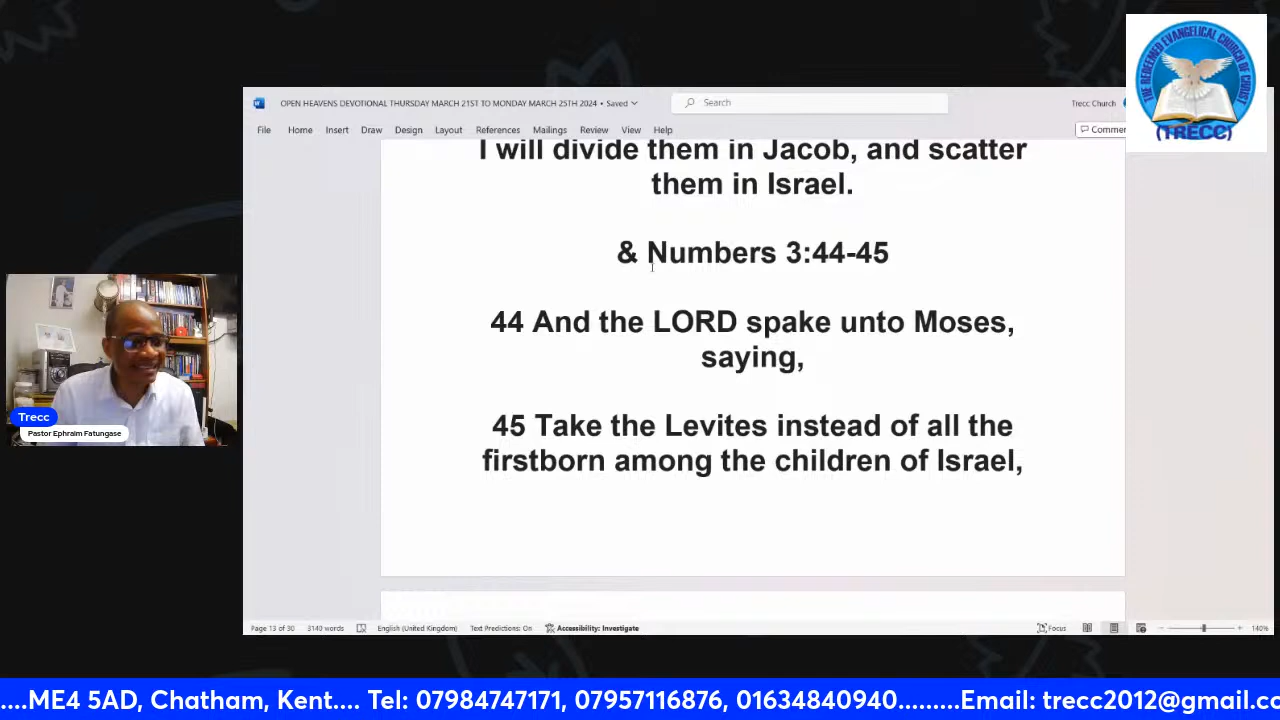 THE REDEEMED EVANGELICAL CHURCH OF CHRIST
(TRECC)
OPEN HEAVENS DEVOTIONAL THURSDAY MARCH 21ST TO MONDAY MARCH 25TH 2024 • Saved
Search
Trecc Church
File Home Insert Draw Design Layout References Mailings Review View Help
Commen
I will divide them in Jacob, and scatter
them in Israel.
& Numbers 3:44-45
44 And the LORD spake unto Moses,
saying,
45 Take the Levites instead of all the
firstborn among the children of Israel,
Trecc
Pastor Ephraim Fatungase
Page 13 of 30 3140 words English (United Kingdom) Text Predictions: On Accessibility: Investigate Focus 140%
....ME4 5AD, Chatham, Kent.... Tel: 07984747171, 07957116876, 01634840940.........Email: trecc2012@gmail.co